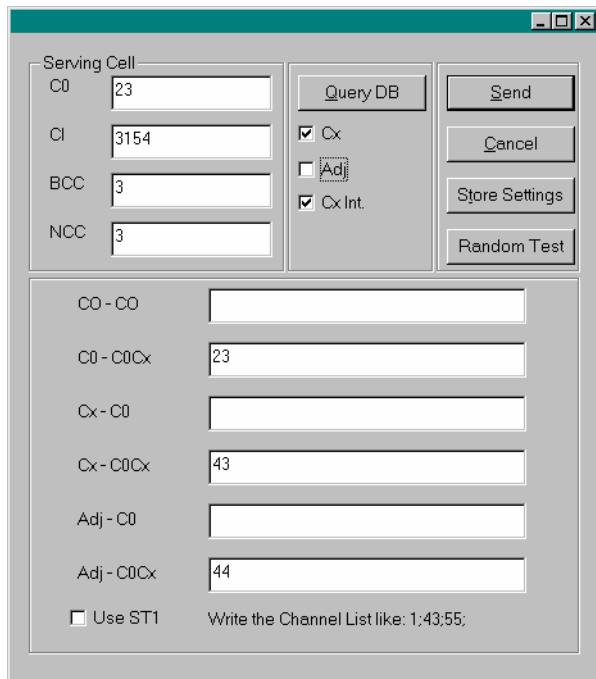 Serving Cell
C0 23
CI 3154
BCC 3
NCC 3
Query DB
Cx
Adj
Cx Int.
Send
Cancel
Store Settings
Random Test
CO - CO
C0 - C0Cx 23
Cx - C0
Cx - C0Cx 43
Adj - C0
Adj - C0Cx 44
Use ST1 Write the Channel List like: 1;43;55;